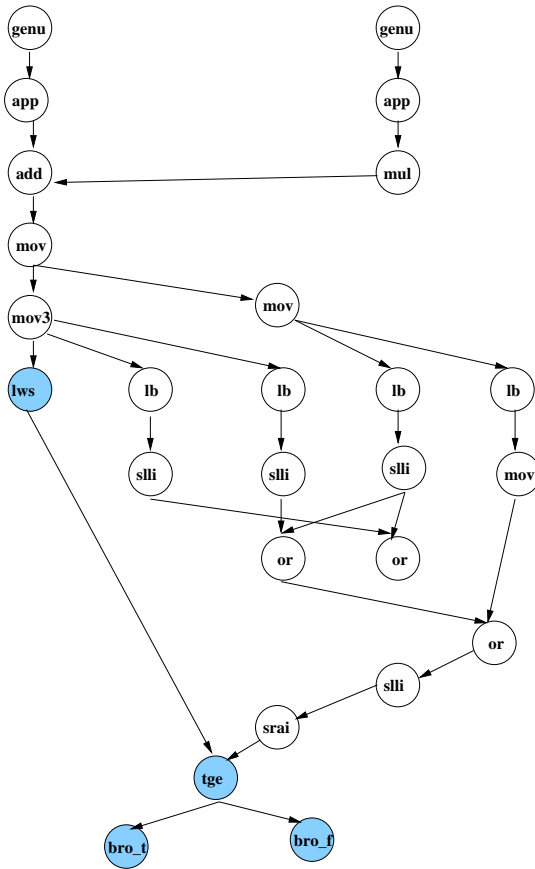 genu genu
app app
add mul
mov
mov3 mov
lws lb lb lb lb
slli slli slli mov
or or
or
slli
srai
tge
bro_t bro_f